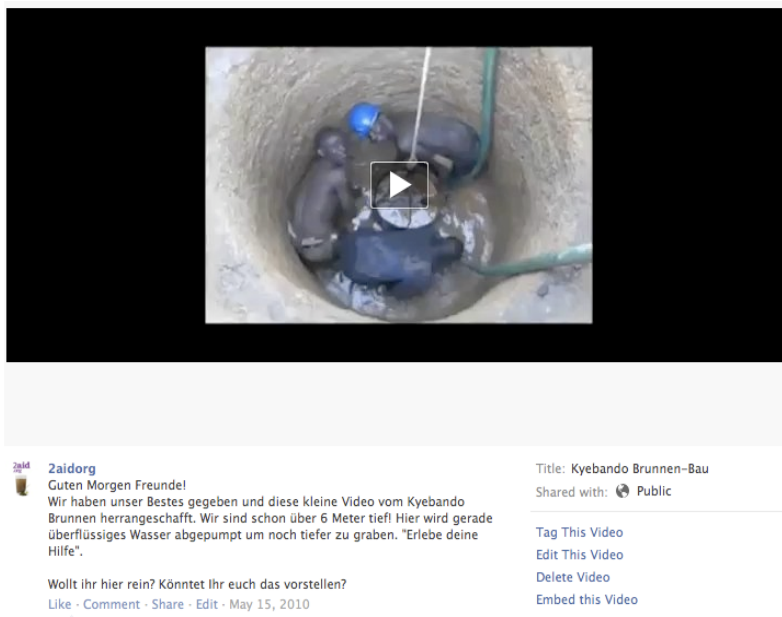 2aid
.org
2aidorg
Guten Morgen Freunde!
Wir haben unser Bestes gegeben und diese kleine Video vom Kyebando
Brunnen herrangeschafft. Wir sind schon über 6 Meter tief! Hier wird gerade
überflüssiges Wasser abgepumpt um noch tiefer zu graben. "Erlebe deine
Hilfe".
Wollt ihr hier rein? Könntet Ihr euch das vorstellen?
Like · Comment · Share · Edit · May 15, 2010
Title: Kyebando Brunnen-Bau
Shared with: Public
Tag This Video
Edit This Video
Delete Video
Embed this Video